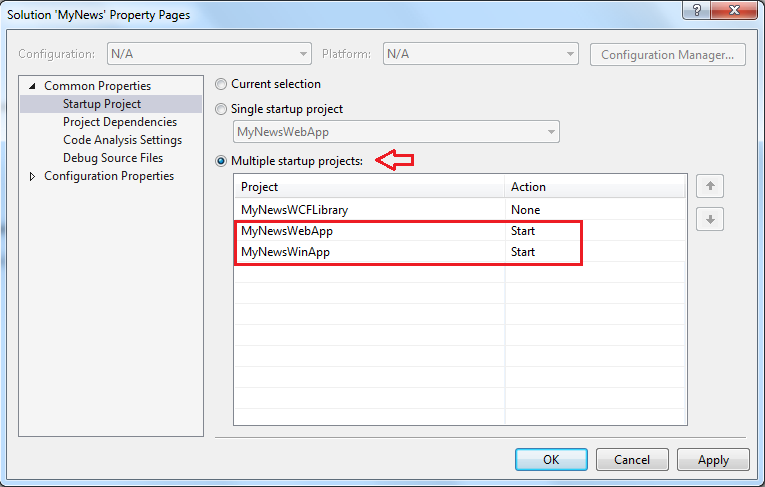 Solution 'MyNews' Property Pages
?
Configuration: N/A Platform: N/A Configuration Manager...
Common Properties
Startup Project
Project Dependencies
Code Analysis Settings
Debug Source Files
Configuration Properties
Current selection
Single startup project
MyNewsWebApp
Multiple startup projects:
Project Action
MyNewsWCFLibrary None
MyNewsWebApp Start
MyNewsWinApp Start
OK Cancel Apply